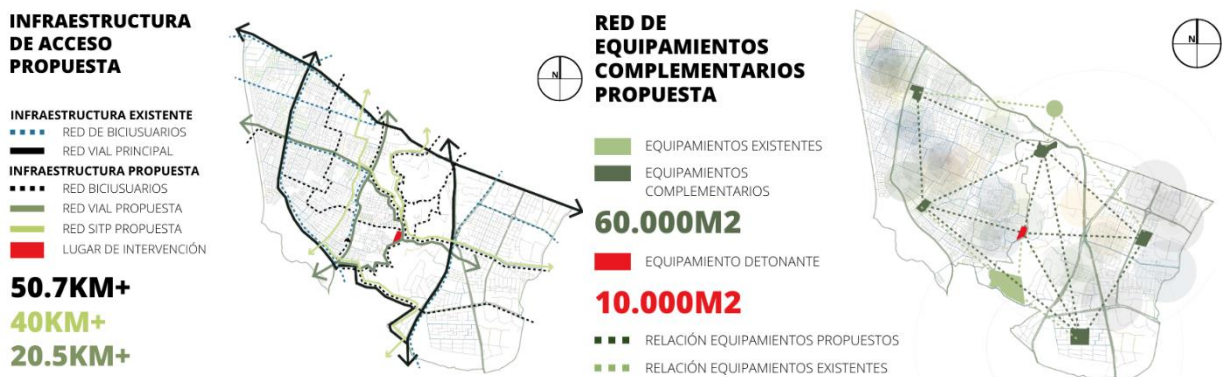 INFRAESTRUCTURA
DE ACCESO
PROPUESTA
INFRAESTRUCTURA EXISTENTE
RED DE BICIUSUARIOS
RED VIAL PRINCIPAL
INFRAESTRUCTURA PROPUESTA
RED BICIUSUARIOS
RED VIAL PROPUESTA
RED SITP PROPUESTA
LUGAR DE INTERVENCIÓN
50.7KM+
40KM+
20.5KM+
N
RED DE
EQUIPAMIENTOS
COMPLEMENTARIOS
PROPUESTA
EQUIPAMIENTOS EXISTENTES
EQUIPAMIENTOS
COMPLEMENTARIOS
60.000M2
EQUIPAMIENTO DETONANTE
10.000M2
RELACIÓN EQUIPAMIENTOS PROPUESTOS
RELACIÓN EQUIPAMIENTOS EXISTENTES
N